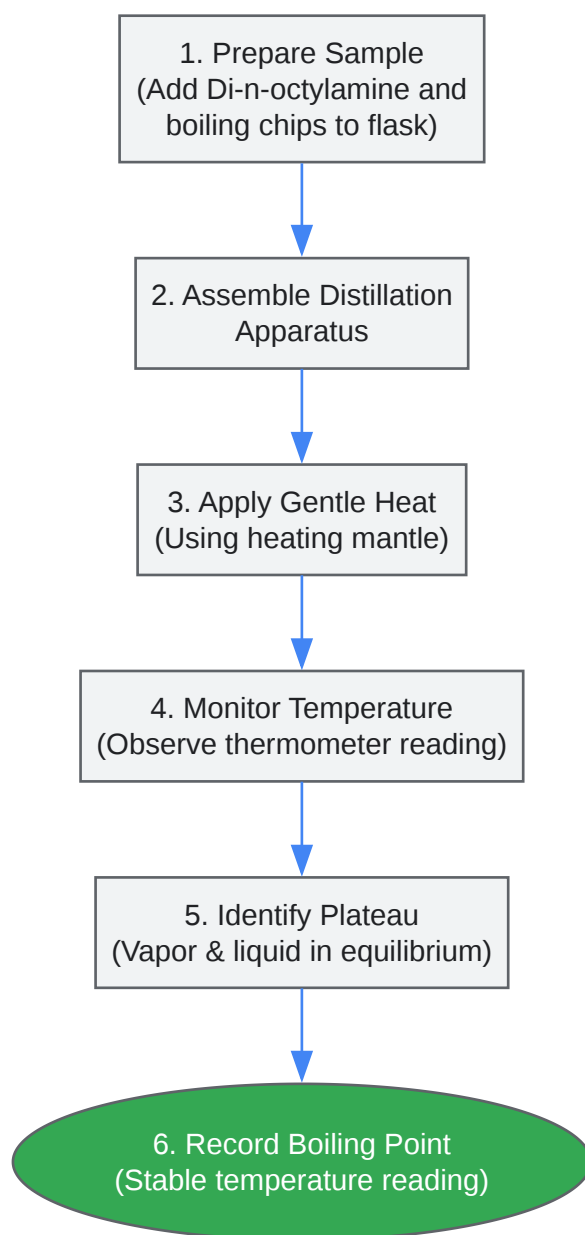 1. Prepare Sample
(Add Di-n-octylamine and
boiling chips to flask)
2. Assemble Distillation
Apparatus
3. Apply Gentle Heat
(Using heating mantle)
4. Monitor Temperature
(Observe thermometer reading)
5. Identify Plateau
(Vapor & liquid in equilibrium)
6. Record Boiling Point
(Stable temperature reading)